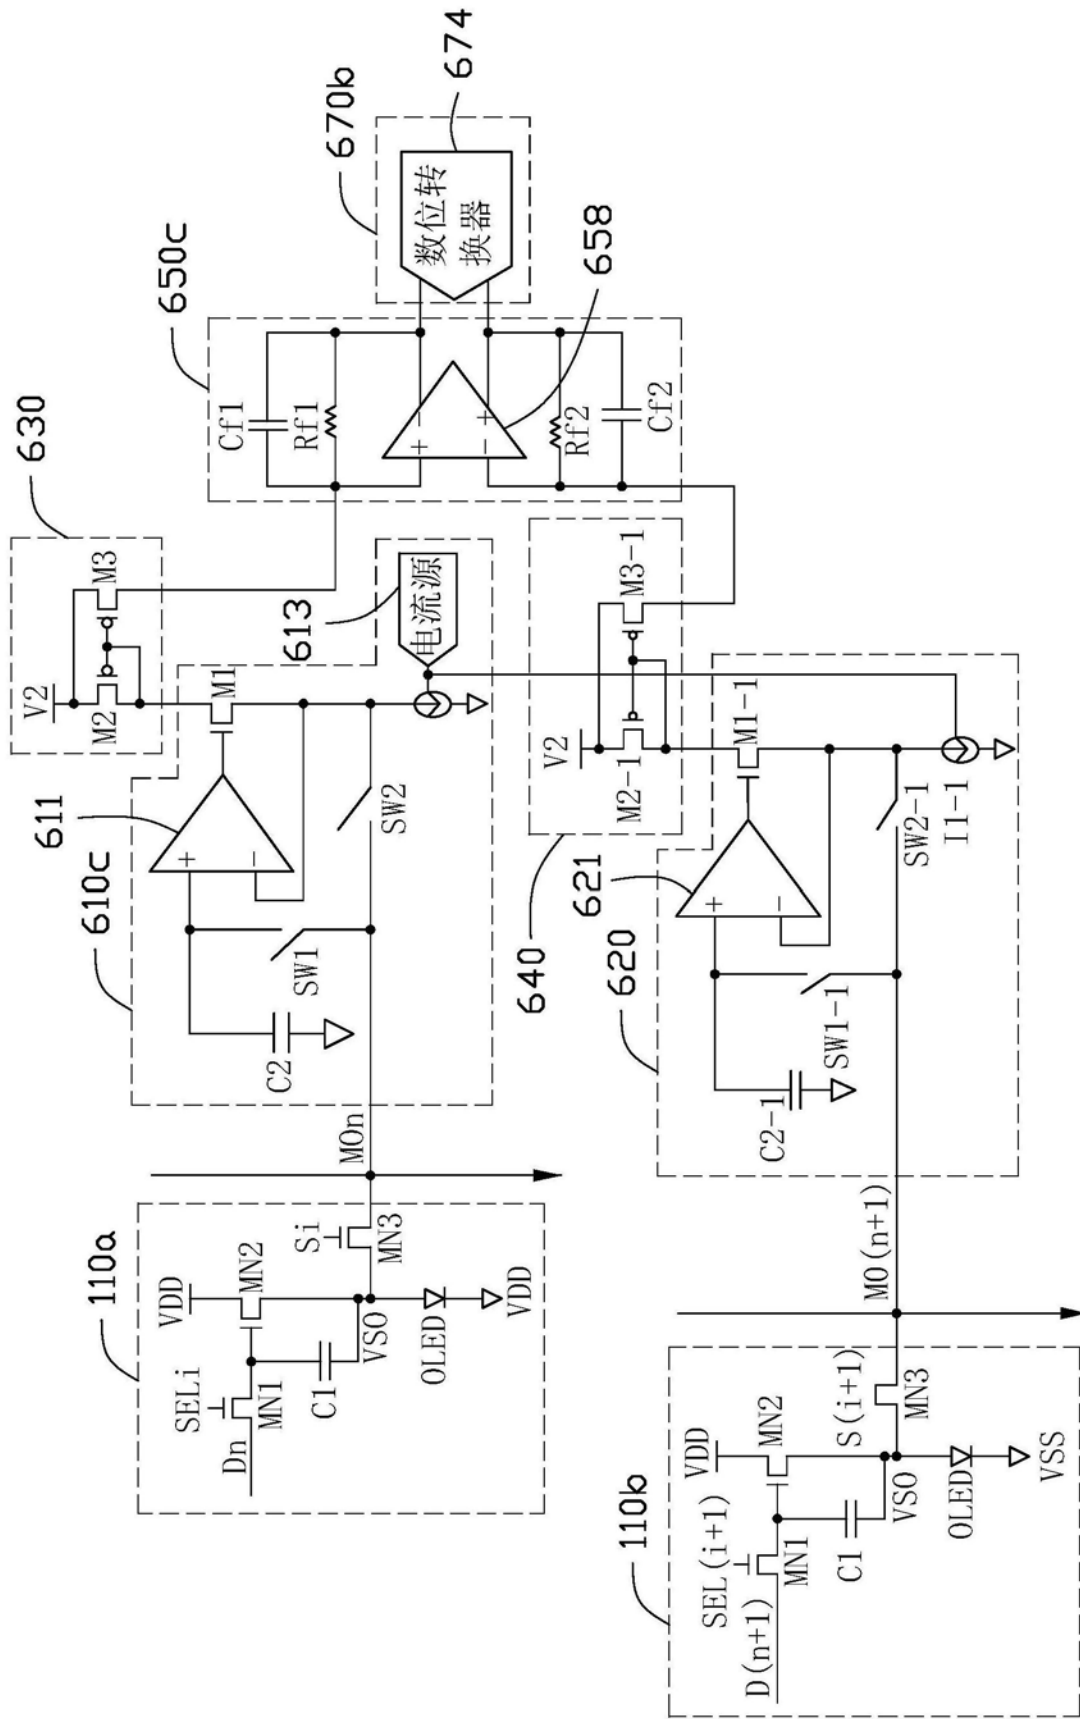 110a
SELi
Dn
MN1
VDD
MN2
C1
VSO
OLED
VDD
Si
MN3
MOn
610c
611
+
-
C2
SW1
SW2
M1
613
电流源
630
V2
M2
M3
650c
Cf1
Rf1
+ -
- +
Rf2
Cf2
658
670b
数位转
换器
674
640
V2
M2-1
M3-1
620
621
+
-
C2-1
SW1-1
SW2-1
I1-1
M1-1
110b
SEL(i+1)
D(n+1)
MN1
VDD
MN2
C1
VSO
OLED
VSS
S(i+1)
MN3
MO(n+1)